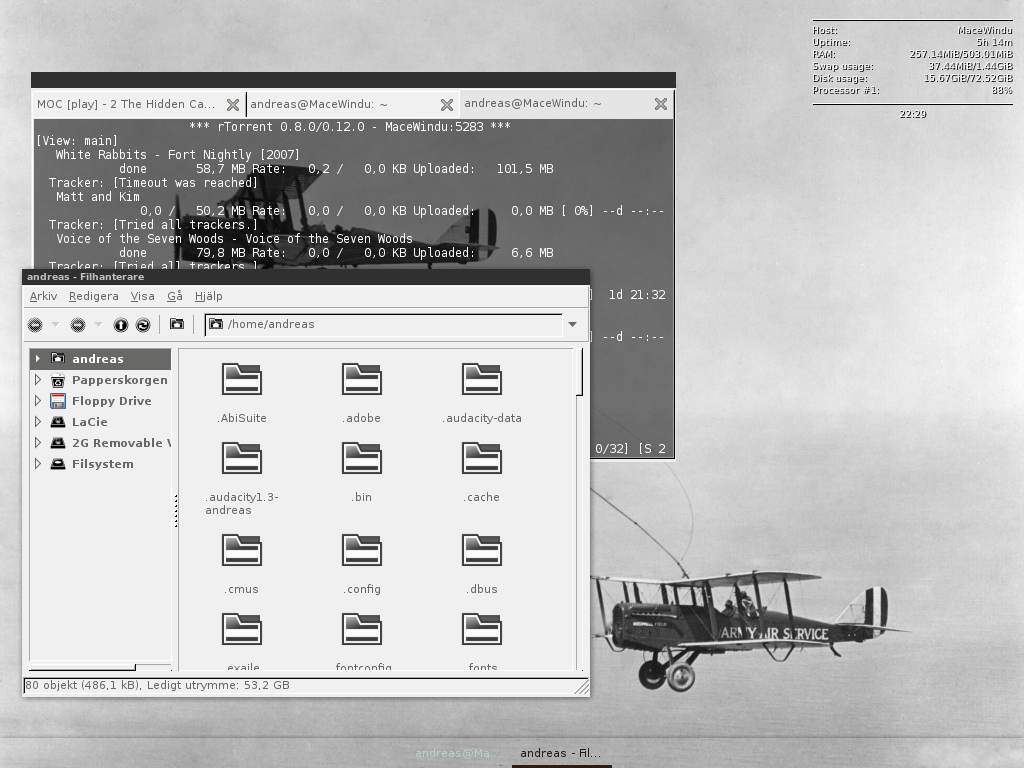 Host: MaceWindu
Uptime: 5h 14m
RAM: 257.14MiB/503.01MiB
Swap usage: 37.44MiB/1.44GiB
Disk usage: 15.67GiB/72.52GiB
Processor #1: 88%
22:29
MOC [play] - 2 The Hidden Ca... andreas@MaceWindu: ~ andreas@MaceWindu: ~
*** rTorrent 0.8.0/0.12.0 - MaceWindu:5283 ***
[View: main]
White Rabbits - Fort Nightly [2007]
done 58,7 MB Rate: 0,2 / 0,0 KB Uploaded: 101,5 MB
Tracker: [Timeout was reached]
Matt and Kim
0,0 / 50,2 MB Rate: 0,0 / 0,0 KB Uploaded: 0,0 MB [ 0%] --d --:--
Tracker: [Tried all trackers.]
Voice of the Seven Woods - Voice of the Seven Woods
done 79,8 MB Rate: 0,0 / 0,0 KB Uploaded: 6,6 MB
Tracker: [Tried all trackers.]
] 1d 21:32
] --d --:--
0/32] [S 2
andreas - Filhanterare
Arkiv Redigera Visa Gå Hjälp
/home/andreas
andreas
Papperskorgen
Floppy Drive
LaCie
2G Removable V
Filsystem
.AbiSuite .adobe .audacity-data
.audacity1.3-
andreas
.bin .cache
.cmus .config .dbus
.exaile .fontconfig .fonts
80 objekt (486,1 kB), Ledigt utrymme: 53,2 GB
ARMY AIR SERVICE
andreas@Ma... andreas - Fil...